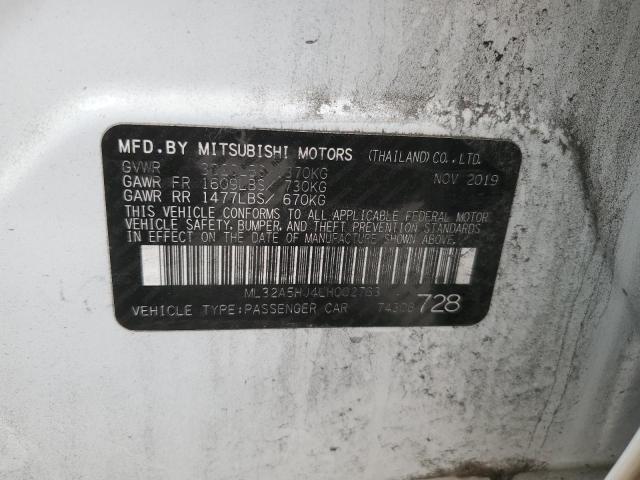 MFD.BY MITSUBISHI MOTORS (THAILAND) CO., LTD.
GVWR 370KG NOV 2019
GAWR FR 1609LBS/ 730KG
GAWR RR 1477LBS/ 670KG
THIS VEHICLE CONFORMS TO ALL APPLICABLE FEDERAL MOTOR
VEHICLE SAFETY, BUMPER, AND THEFT PREVENTION STANDARDS
IN EFFECT ON THE DATE OF MANUFACTURE SHOWN ABOVE.
ML32A5HJ4LH002763
VEHICLE TYPE:PASSENGER CAR 728